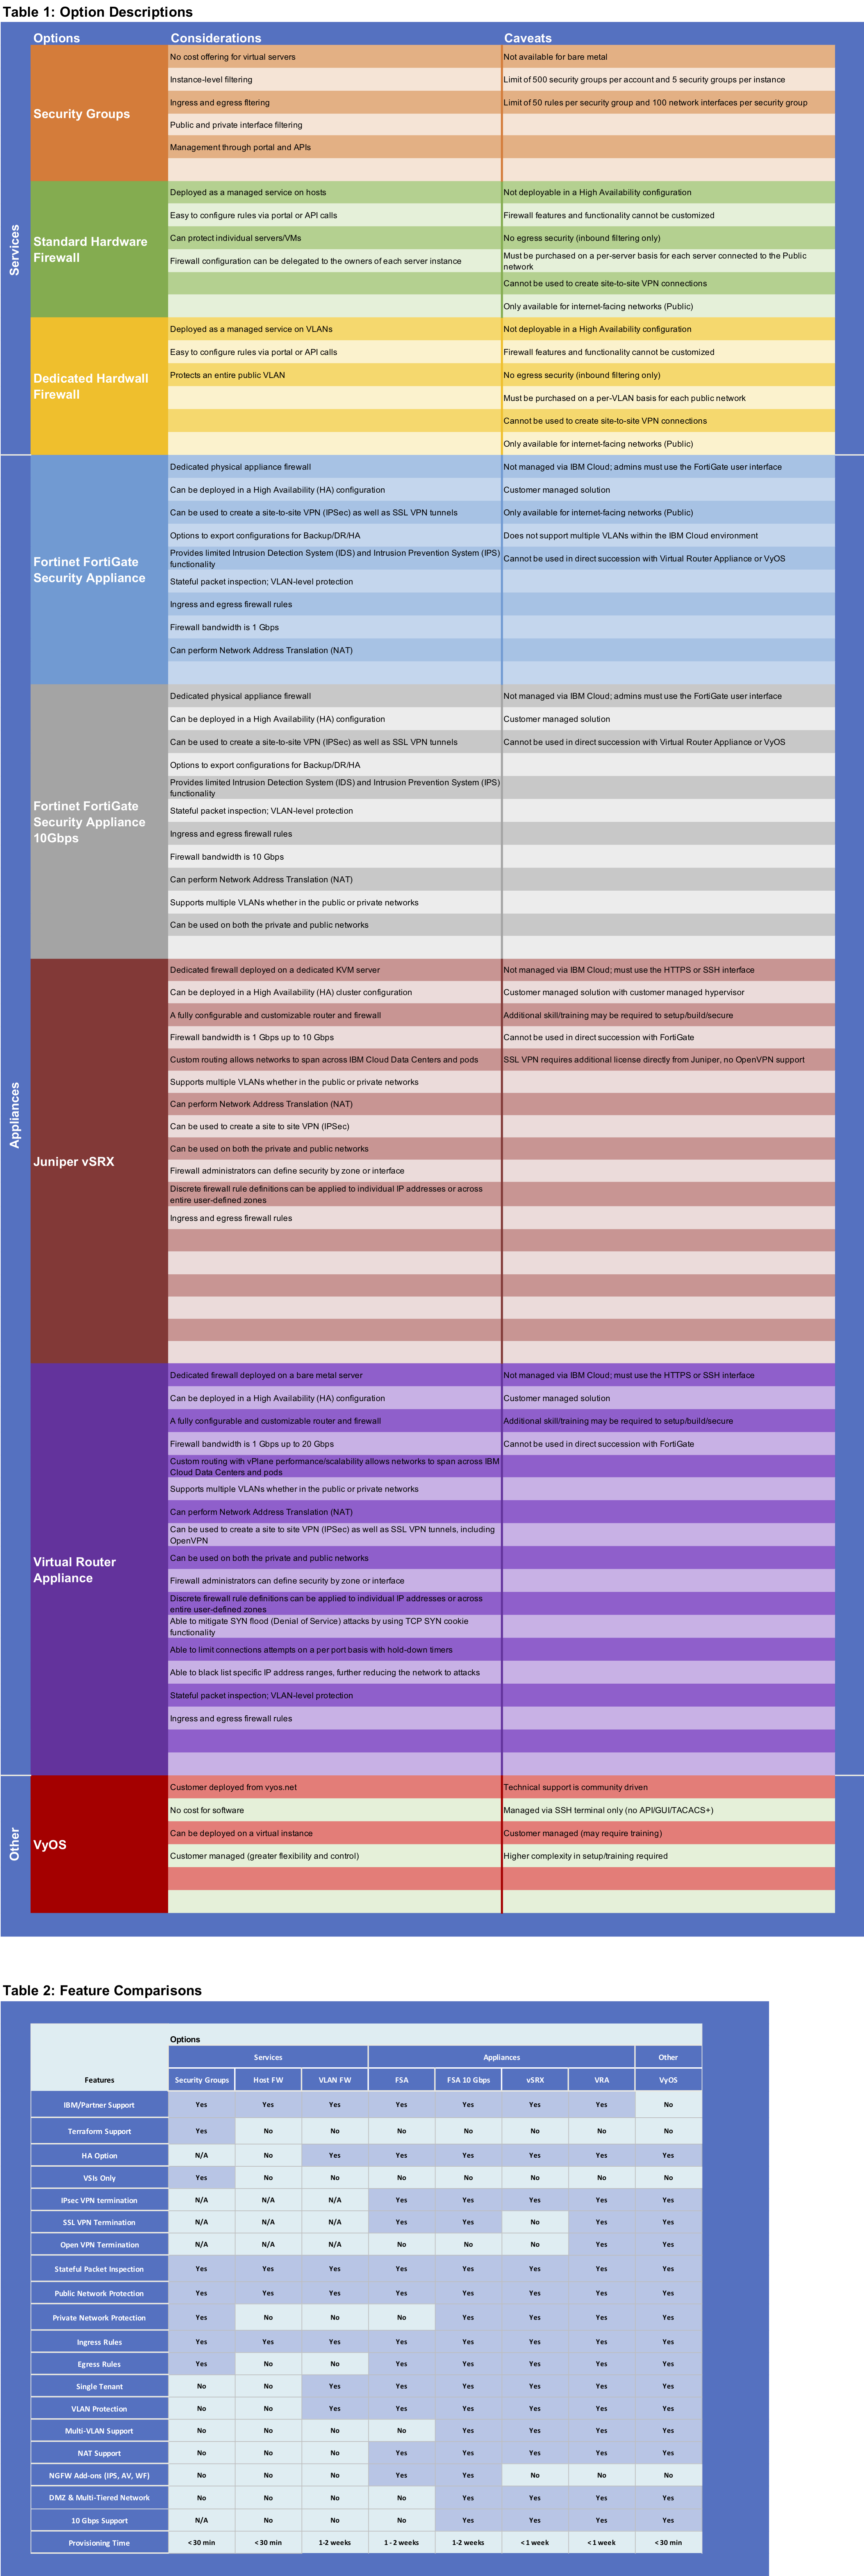 Table 1: Option Descriptions
Options Considerations Caveats
Services
Security Groups
No cost offering for virtual servers Not available for bare metal
Instance-level filtering Limit of 500 security groups per account and 5 security groups per instance
Ingress and egress fltering Limit of 50 rules per security group and 100 network interfaces per security group
Public and private interface filtering
Management through portal and APIs
Standard Hardware
Firewall
Deployed as a managed service on hosts Not deployable in a High Availability configuration
Easy to configure rules via portal or API calls Firewall features and functionality cannot be customized
Can protect individual servers/VMs No egress security (inbound filtering only)
Firewall configuration can be delegated to the owners of each server instance Must be purchased on a per-server basis for each server connected to the Public
network
Cannot be used to create site-to-site VPN connections
Only available for internet-facing networks (Public)
Dedicated Hardwall
Firewall
Deployed as a managed service on VLANs Not deployable in a High Availability configuration
Easy to configure rules via portal or API calls Firewall features and functionality cannot be customized
Protects an entire public VLAN No egress security (inbound filtering only)
Must be purchased on a per-VLAN basis for each public network
Cannot be used to create site-to-site VPN connections
Only available for internet-facing networks (Public)
Appliances
Fortinet FortiGate
Security Appliance
Dedicated physical appliance firewall Not managed via IBM Cloud; admins must use the FortiGate user interface
Can be deployed in a High Availability (HA) configuration Customer managed solution
Can be used to create a site-to-site VPN (IPSec) as well as SSL VPN tunnels Only available for internet-facing networks (Public)
Options to export configurations for Backup/DR/HA Does not support multiple VLANs within the IBM Cloud environment
Provides limited Intrusion Detection System (IDS) and Intrusion Prevention System (IPS)
functionality Cannot be used in direct succession with Virtual Router Appliance or VyOS
Stateful packet inspection; VLAN-level protection
Ingress and egress firewall rules
Firewall bandwidth is 1 Gbps
Can perform Network Address Translation (NAT)
Fortinet FortiGate
Security Appliance
10Gbps
Dedicated physical appliance firewall Not managed via IBM Cloud; admins must use the FortiGate user interface
Can be deployed in a High Availability (HA) configuration Customer managed solution
Can be used to create a site-to-site VPN (IPSec) as well as SSL VPN tunnels Cannot be used in direct succession with Virtual Router Appliance or VyOS
Options to export configurations for Backup/DR/HA
Provides limited Intrusion Detection System (IDS) and Intrusion Prevention System (IPS)
functionality
Stateful packet inspection; VLAN-level protection
Ingress and egress firewall rules
Firewall bandwidth is 10 Gbps
Can perform Network Address Translation (NAT)
Supports multiple VLANs whether in the public or private networks
Can be used on both the private and public networks
Juniper vSRX
Dedicated firewall deployed on a dedicated KVM server Not managed via IBM Cloud; must use the HTTPS or SSH interface
Can be deployed in a High Availability (HA) cluster configuration Customer managed solution with customer managed hypervisor
A fully configurable and customizable router and firewall Additional skill/training may be required to setup/build/secure
Firewall bandwidth is 1 Gbps up to 10 Gbps Cannot be used in direct succession with FortiGate
Custom routing allows networks to span across IBM Cloud Data Centers and pods SSL VPN requires additional license directly from Juniper, no OpenVPN support
Supports multiple VLANs whether in the public or private networks
Can perform Network Address Translation (NAT)
Can be used to create a site to site VPN (IPSec)
Can be used on both the private and public networks
Firewall administrators can define security by zone or interface
Discrete firewall rule definitions can be applied to individual IP addresses or across
entire user-defined zones
Ingress and egress firewall rules
Virtual Router
Appliance
Dedicated firewall deployed on a bare metal server Not managed via IBM Cloud; must use the HTTPS or SSH interface
Can be deployed in a High Availability (HA) configuration Customer managed solution
A fully configurable and customizable router and firewall Additional skill/training may be required to setup/build/secure
Firewall bandwidth is 1 Gbps up to 20 Gbps Cannot be used in direct succession with FortiGate
Custom routing with vPlane performance/scalability allows networks to span across IBM
Cloud Data Centers and pods
Supports multiple VLANs whether in the public or private networks
Can perform Network Address Translation (NAT)
Can be used to create a site to site VPN (IPSec) as well as SSL VPN tunnels, including
OpenVPN
Can be used on both the private and public networks
Firewall administrators can define security by zone or interface
Discrete firewall rule definitions can be applied to individual IP addresses or across
entire user-defined zones
Able to mitigate SYN flood (Denial of Service) attacks by using TCP SYN cookie
functionality
Able to limit connections attempts on a per port basis with hold-down timers
Able to black list specific IP address ranges, further reducing the network to attacks
Stateful packet inspection; VLAN-level protection
Ingress and egress firewall rules
Other
VyOS
Customer deployed from vyos.net Technical support is community driven
No cost for software Managed via SSH terminal only (no API/GUI/TACACS+)
Can be deployed on a virtual instance Customer managed (may require training)
Customer managed (greater flexibility and control) Higher complexity in setup/training required
Table 2: Feature Comparisons
Options
Services Appliances Other
Features Security Groups Host FW VLAN FW FSA FSA 10 Gbps vSRX VRA VyOS
IBM/Partner Support Yes Yes Yes Yes Yes Yes Yes No
Terraform Support Yes No No No No No No No
HA Option N/A No Yes Yes Yes Yes Yes Yes
VSIs Only Yes No No No No No No No
IPsec VPN termination N/A N/A N/A Yes Yes Yes Yes Yes
SSL VPN Termination N/A N/A N/A Yes Yes No Yes Yes
Open VPN Termination N/A N/A N/A No No No Yes Yes
Stateful Packet Inspection Yes Yes Yes Yes Yes Yes Yes Yes
Public Network Protection Yes Yes Yes Yes Yes Yes Yes Yes
Private Network Protection Yes No No No Yes Yes Yes Yes
Ingress Rules Yes Yes Yes Yes Yes Yes Yes Yes
Egress Rules Yes No No Yes Yes Yes Yes Yes
Single Tenant No No Yes Yes Yes Yes Yes Yes
VLAN Protection No No Yes Yes Yes Yes Yes Yes
Multi-VLAN Support No No No No Yes Yes Yes Yes
NAT Support No No No Yes Yes Yes Yes Yes
NGFW Add-ons (IPS, AV, WF) No No No Yes Yes No No No
DMZ & Multi-Tiered Network No No No No Yes Yes Yes Yes
10 Gbps Support N/A No No No Yes Yes Yes Yes
Provisioning Time < 30 min < 30 min 1-2 weeks 1 - 2 weeks 1-2 weeks < 1 week < 1 week < 30 min